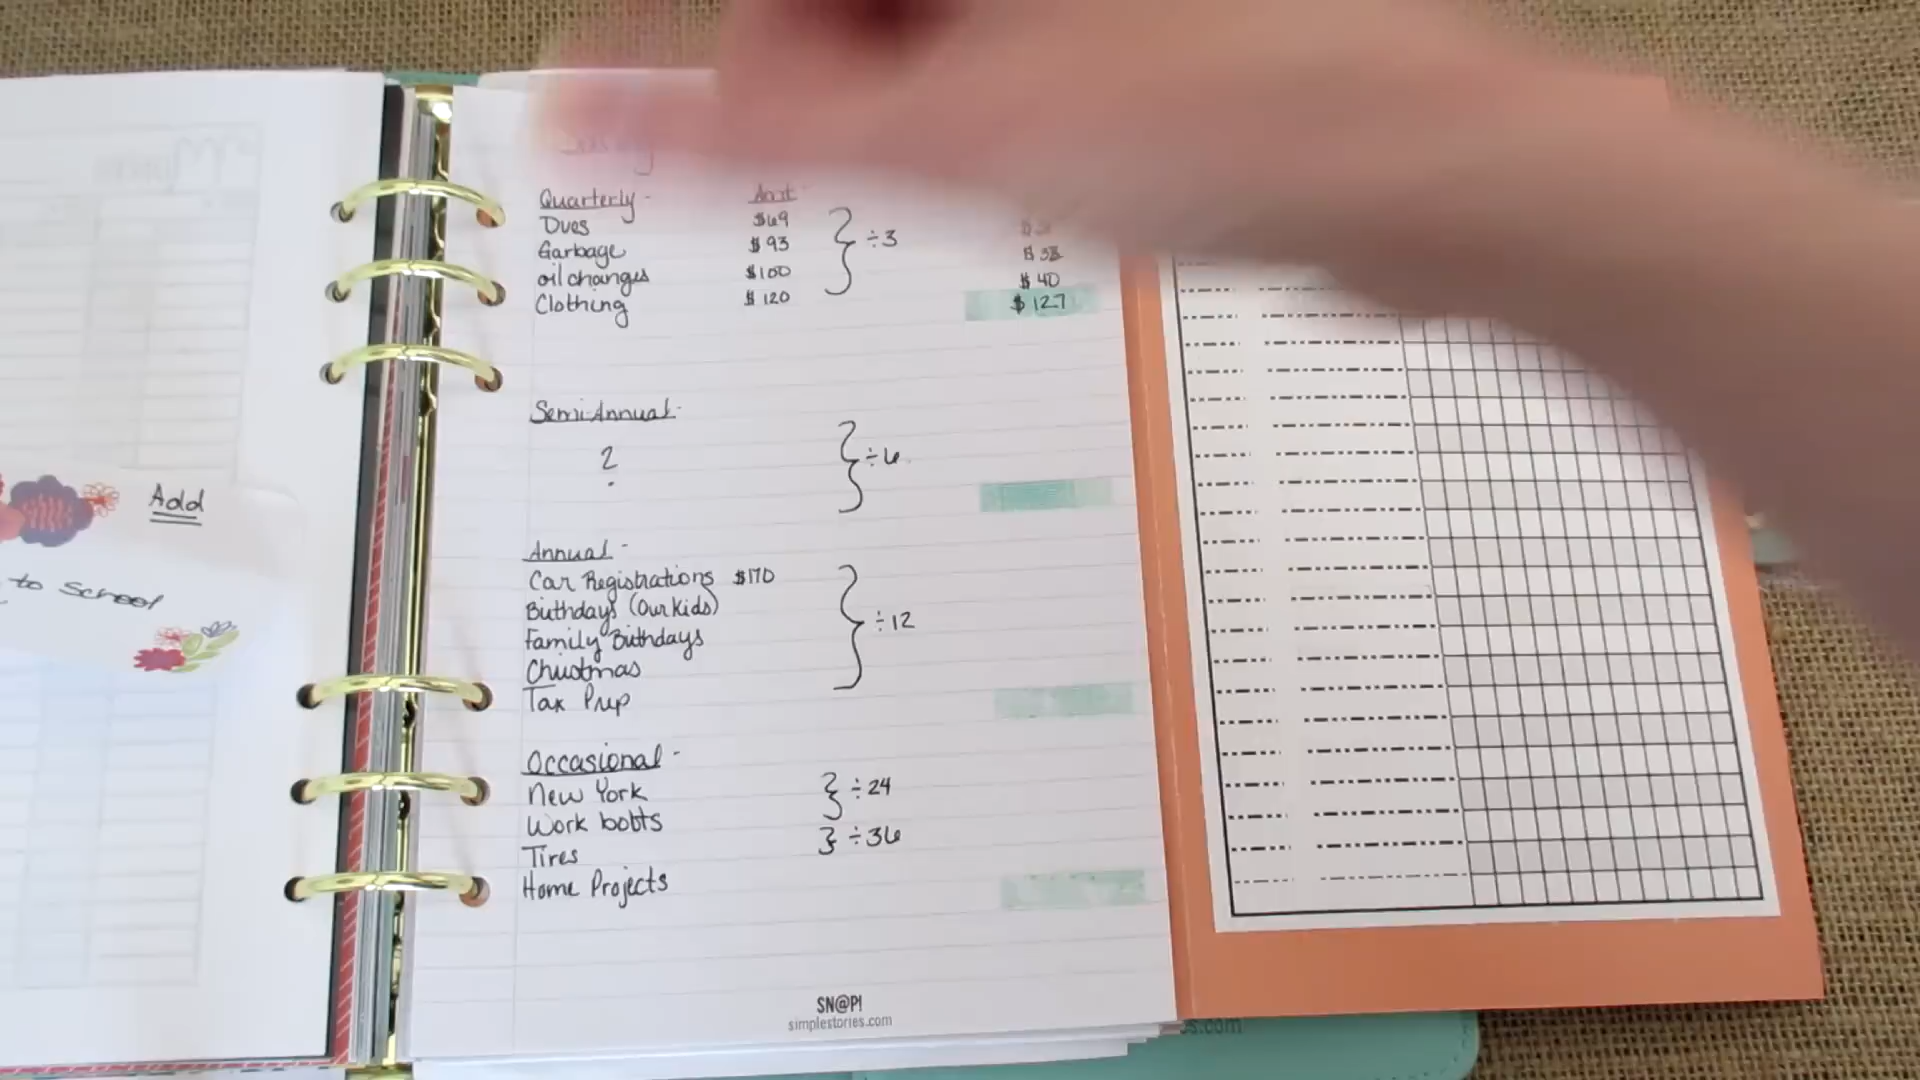 Add
to School
Quarterly - Amt
Dues $69
Garbage $93 ÷3 $33
oil changes $100 $40
Clothing $120 $127
Semi Annual -
?
÷6
Annual -
Car Registrations $170
Birthdays (Our Kids)
÷12
Family Birthdays
Christmas
Tax Prep
Occasional -
New York ÷24
Work boots
÷36
Tires
Home Projects
SN@P!
simplestories.com